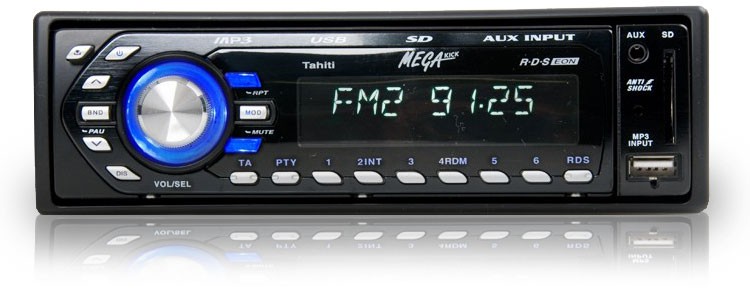 MP3 USB SD AUX INPUT
AUX SD
Tahiti MEGA KICK R·D·S EON
RPT
FM2 91.25
ANTI SHOCK
BND MOD
PAU MUTE
MP3 INPUT
TA PTY 1 2INT 3 4RDM 5 6 RDS
DIS
VOL/SEL